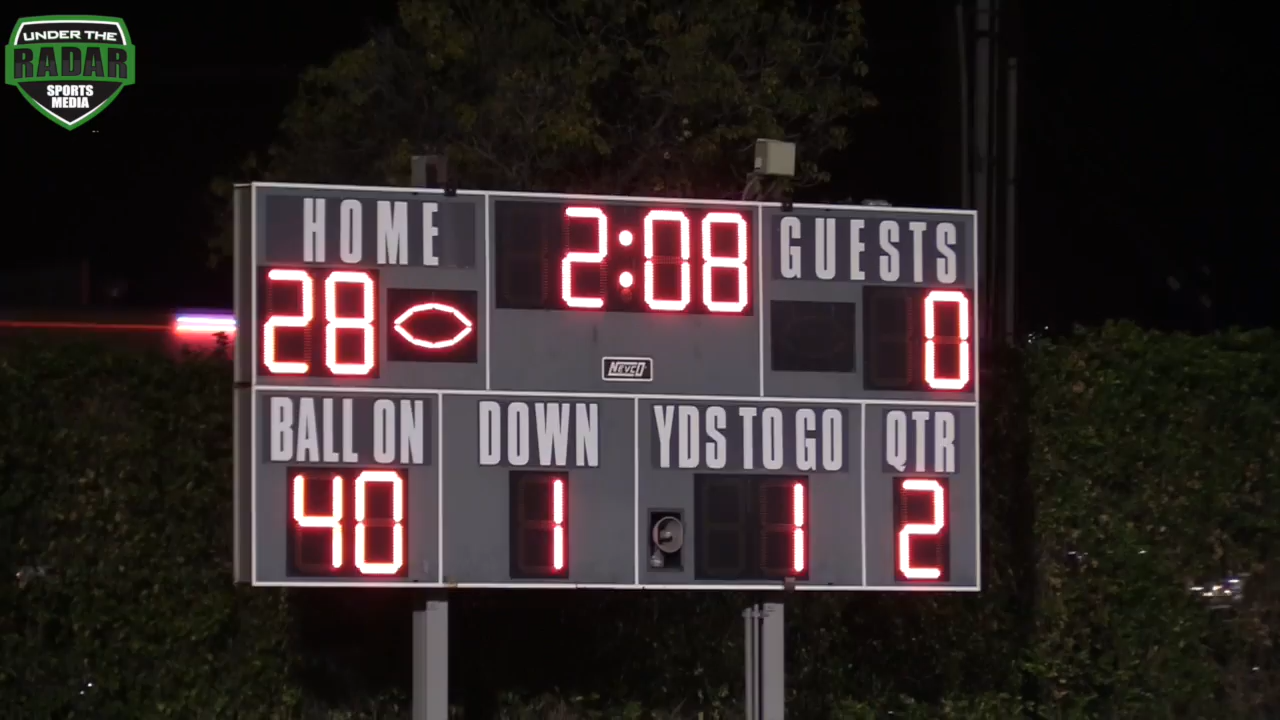 UNDER THE
RADAR
SPORTS
MEDIA
HOME 2:08 GUESTS
28 0
NEVCO
BALL ON DOWN YDS TO GO QTR
40 1 1 2